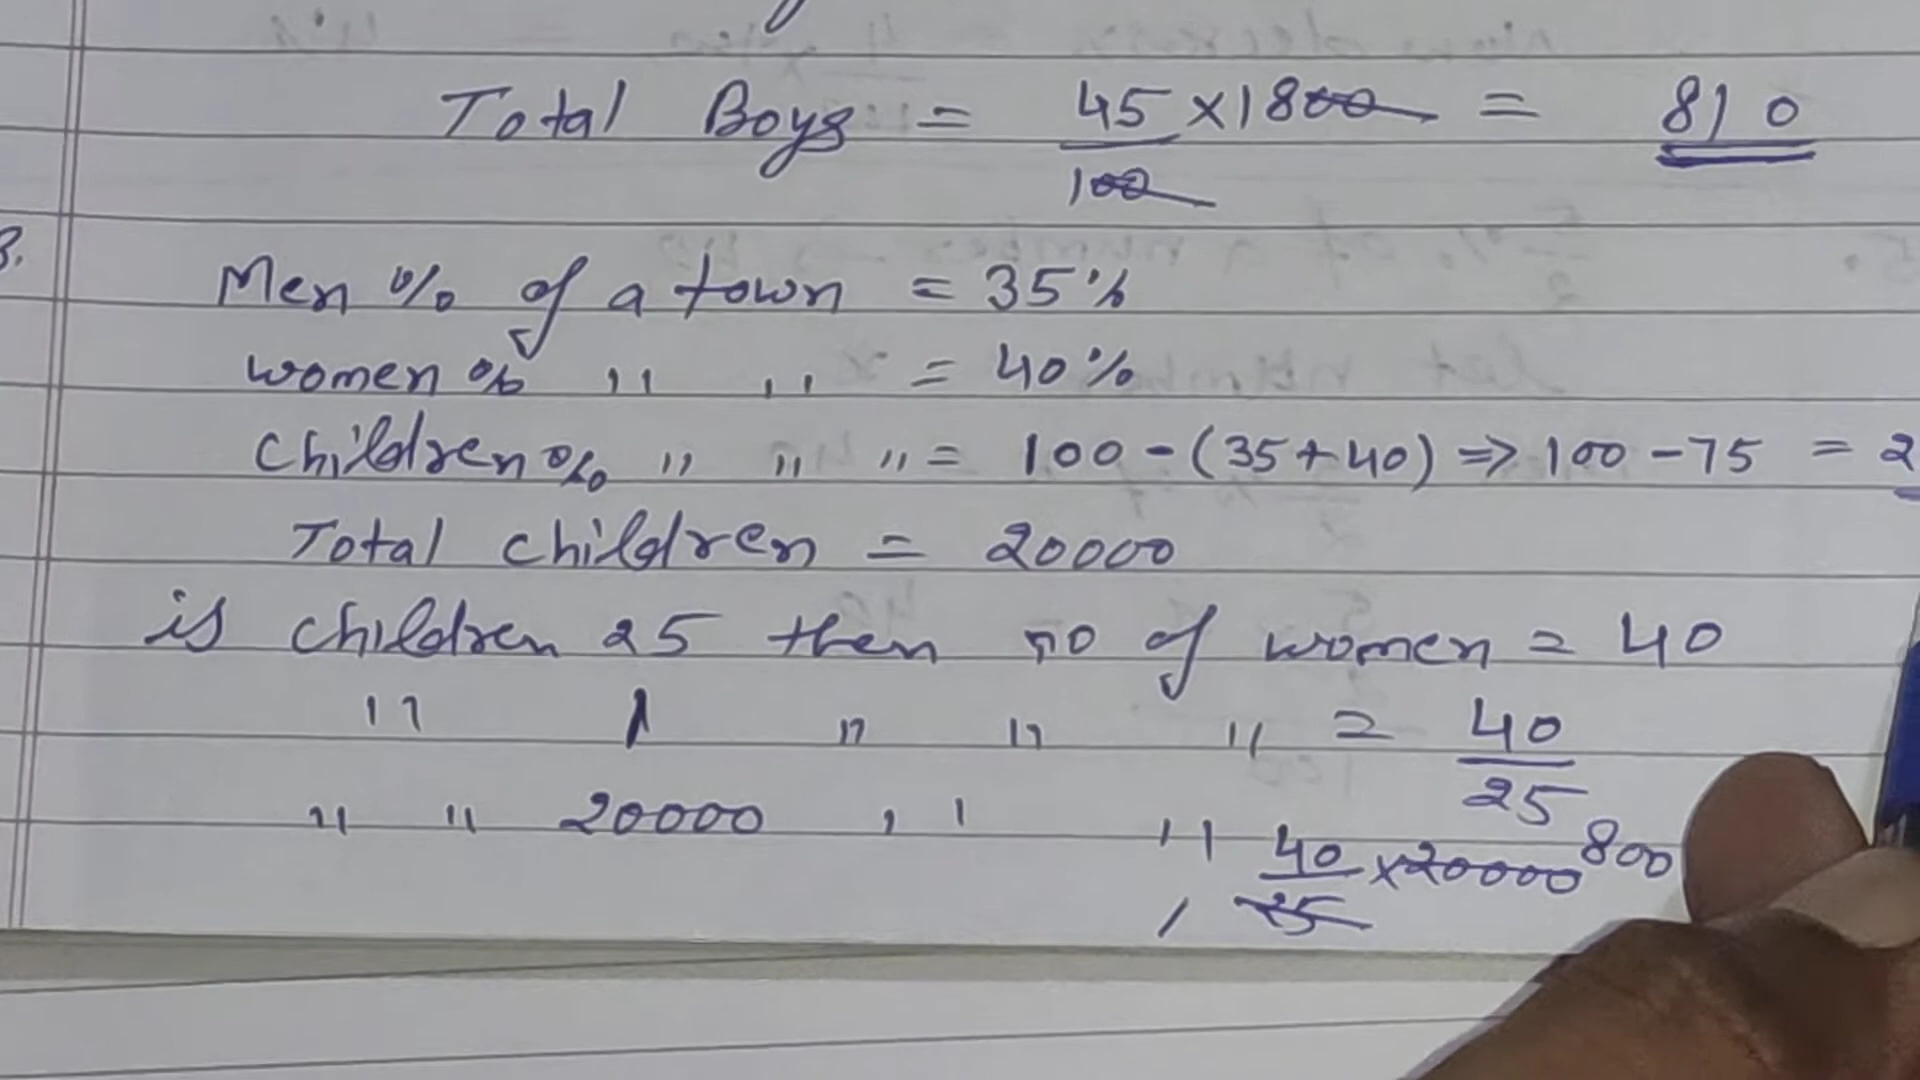 Total Boys = 45 × 1800 = 810
100
3.
Men % of a town = 35%
women % " " = 40%
Children % " " " = 100 - (35 + 40) ⇒ 100 - 75 = 2
Total children = 20000
is children 25 then no of women = 40
" 1 " " " = 40
25
" " 20000 " " 40 × 20000 800
1 25